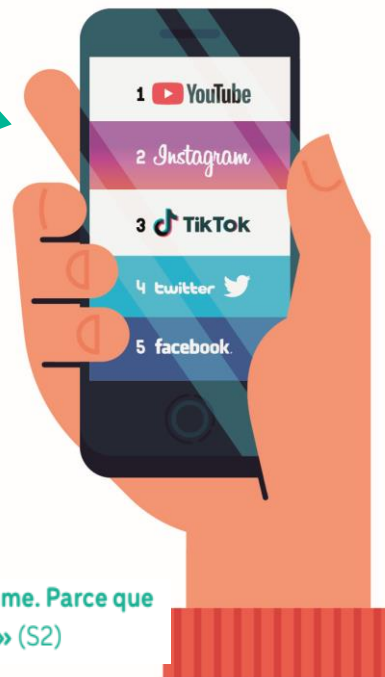 1 YouTube
2 Instagram
3 TikTok
4 twitter
5 facebook.
me. Parce que
» (S2)